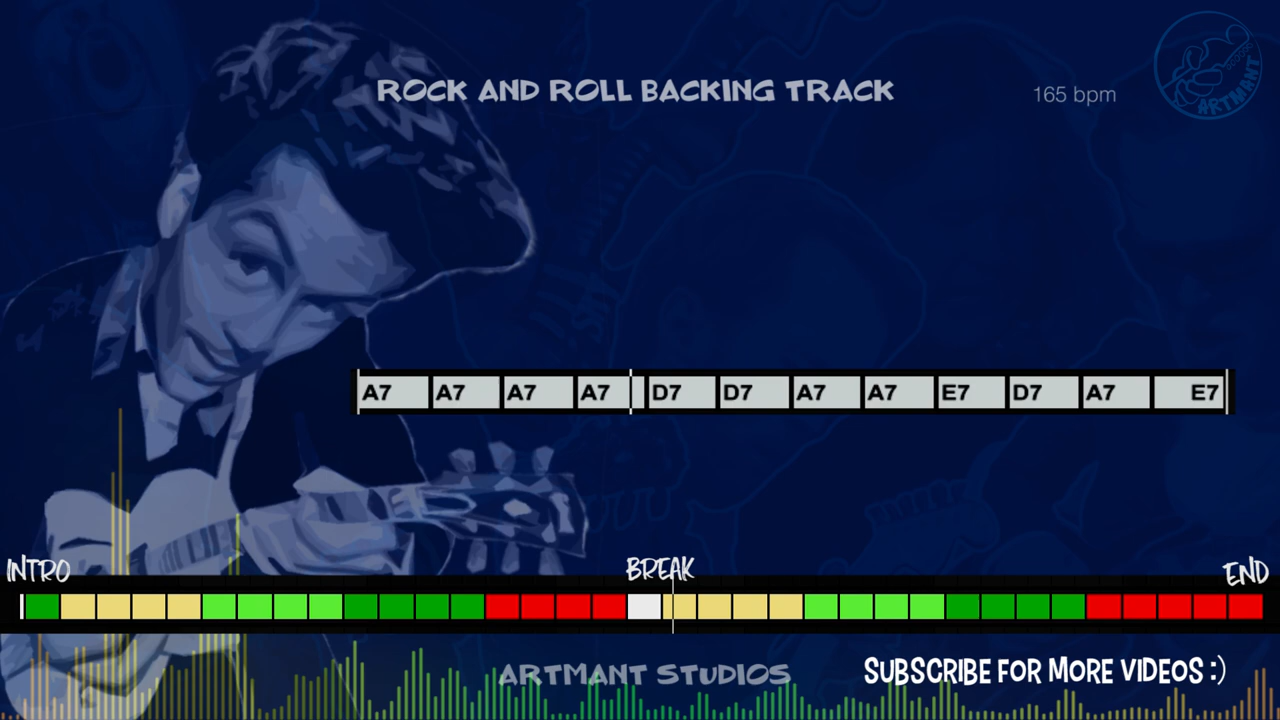 ROCK AND ROLL BACKING TRACK
165 bpm
ARTMANT
A7 A7 A7 A7 D7 D7 A7 A7 E7 D7 A7 E7
INTRO
BREAK
END
ARTMANT STUDIOS
SUBSCRIBE FOR MORE VIDEOS :)